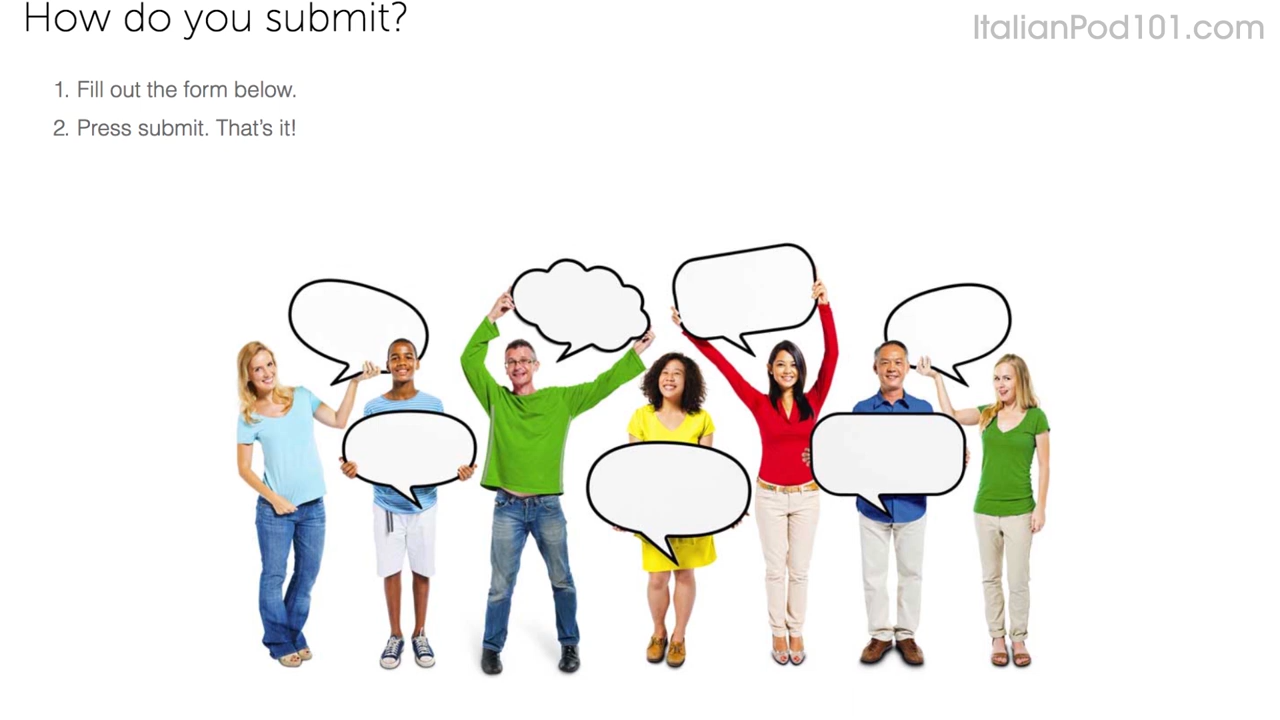 How do you submit?
ItalianPod101.com
1. Fill out the form below.
2. Press submit. That's it!